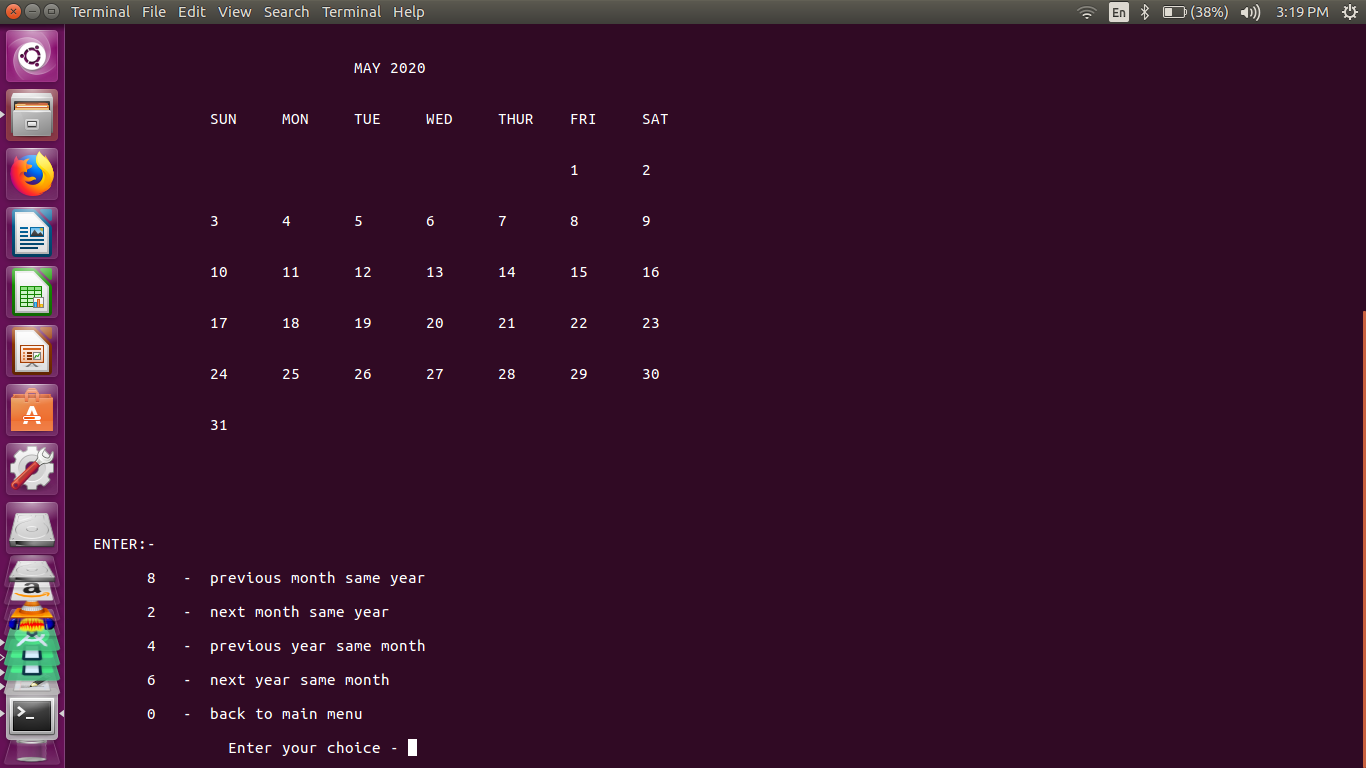 Terminal File Edit View Search Terminal Help En (38%) 3:19 PM
MAY 2020
SUN MON TUE WED THUR FRI SAT
1 2
3 4 5 6 7 8 9
10 11 12 13 14 15 16
17 18 19 20 21 22 23
24 25 26 27 28 29 30
31
ENTER:-
8 - previous month same year
2 - next month same year
4 - previous year same month
6 - next year same month
0 - back to main menu
Enter your choice -